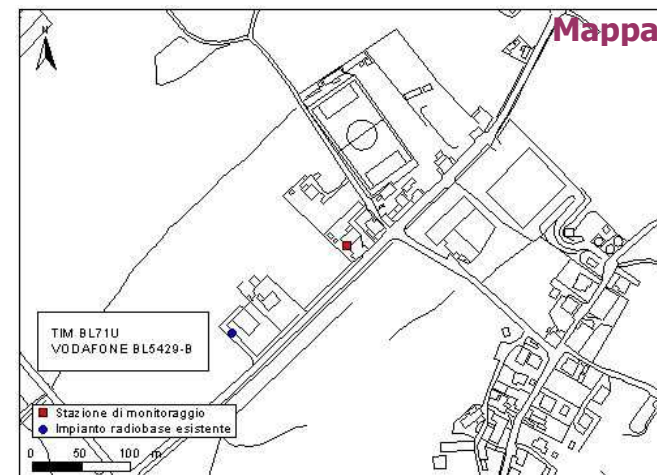 Mappa
N
TIM BL71U
VODAFONE BL5429-B
Stazione di monitoraggio
Impianto radiobase esistente
0 50 100 m